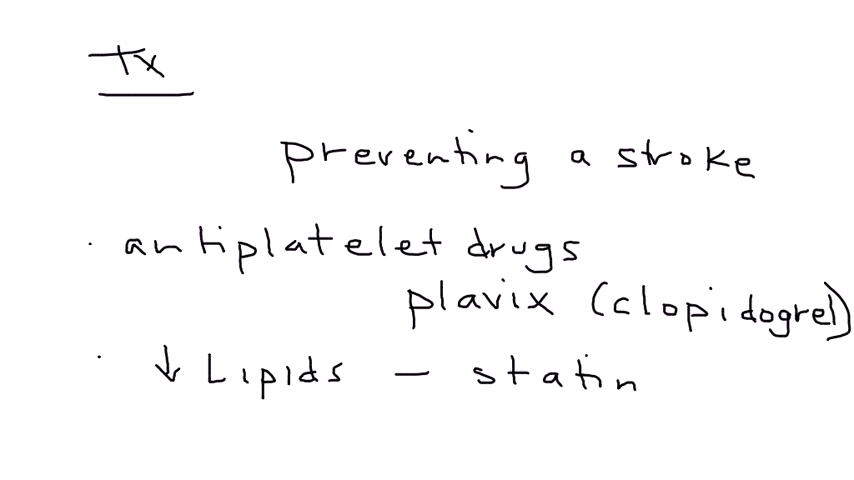 Tx
preventing a stroke
· antiplatelet drugs
plavix (clopidogrel)
· ↓ Lipids – statin